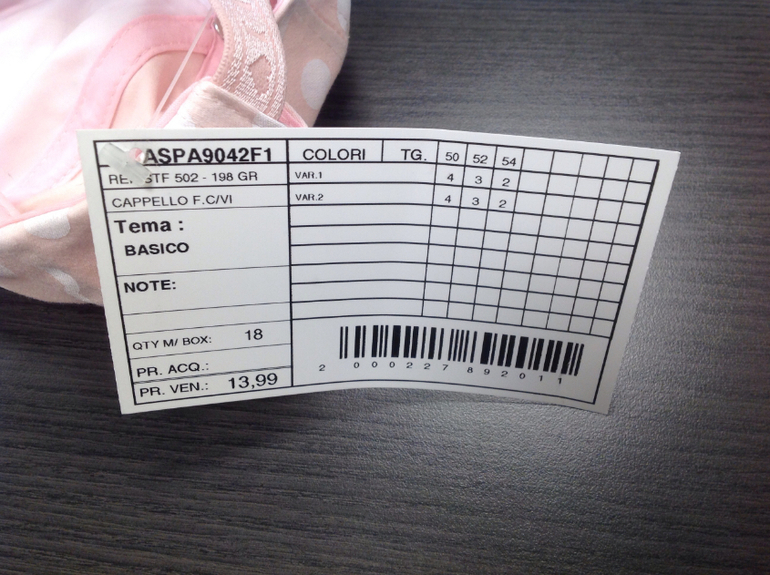 ASPA9042F1 COLORI TG. 50 52 54
STF 502 - 198 GR VAR.1 4 3 2
CAPPELLO F.C/VI VAR.2 4 3 2
Tema :
BASICO
NOTE:
QTY M/ BOX: 18
PR. ACQ.:
PR. VEN.: 13,99
2 000227 892011